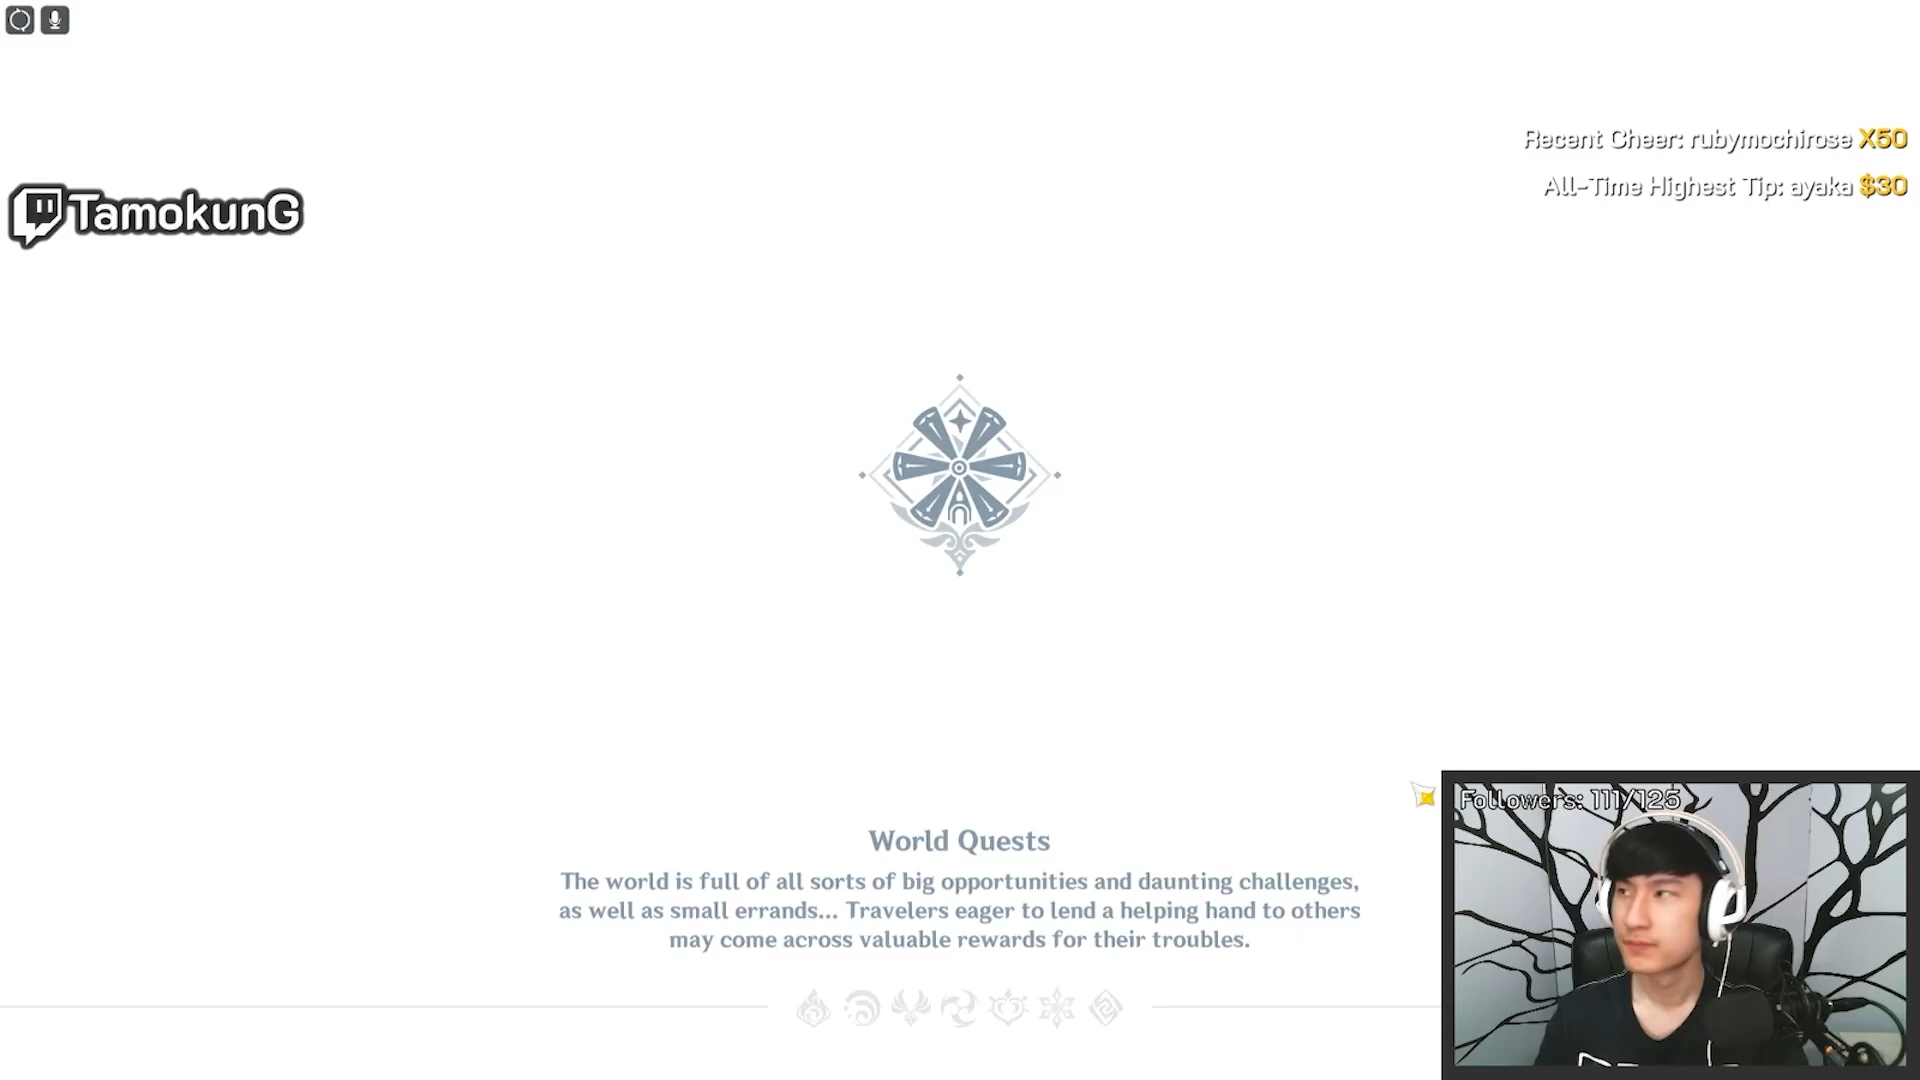 Recent Cheer: rubymochirose X50
TamokunG
All-Time Highest Tip: ayaka $30
Followers: 111/125
World Quests
The world is full of all sorts of big opportunities and daunting challenges,
as well as small errands... Travelers eager to lend a helping hand to others
may come across valuable rewards for their troubles.